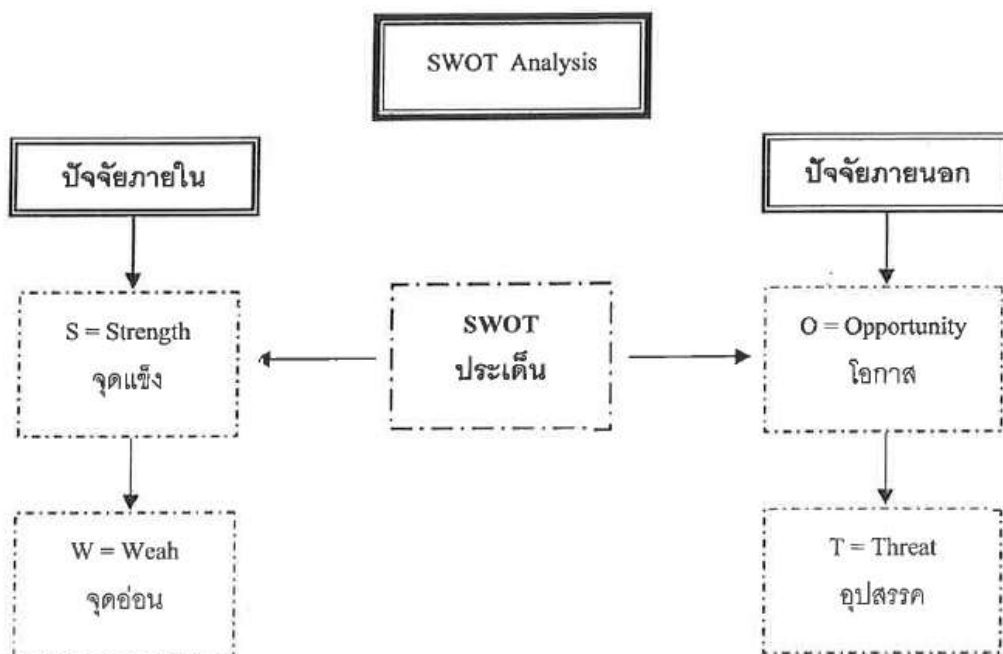 SWOT Analysis
ปัจจัยภายใน
ปัจจัยภายนอก
S = Strength
จุดแข็ง
SWOT
ประเด็น
O = Opportunity
โอกาส
W = Weah
จุดอ่อน
T = Threat
อุปสรรค